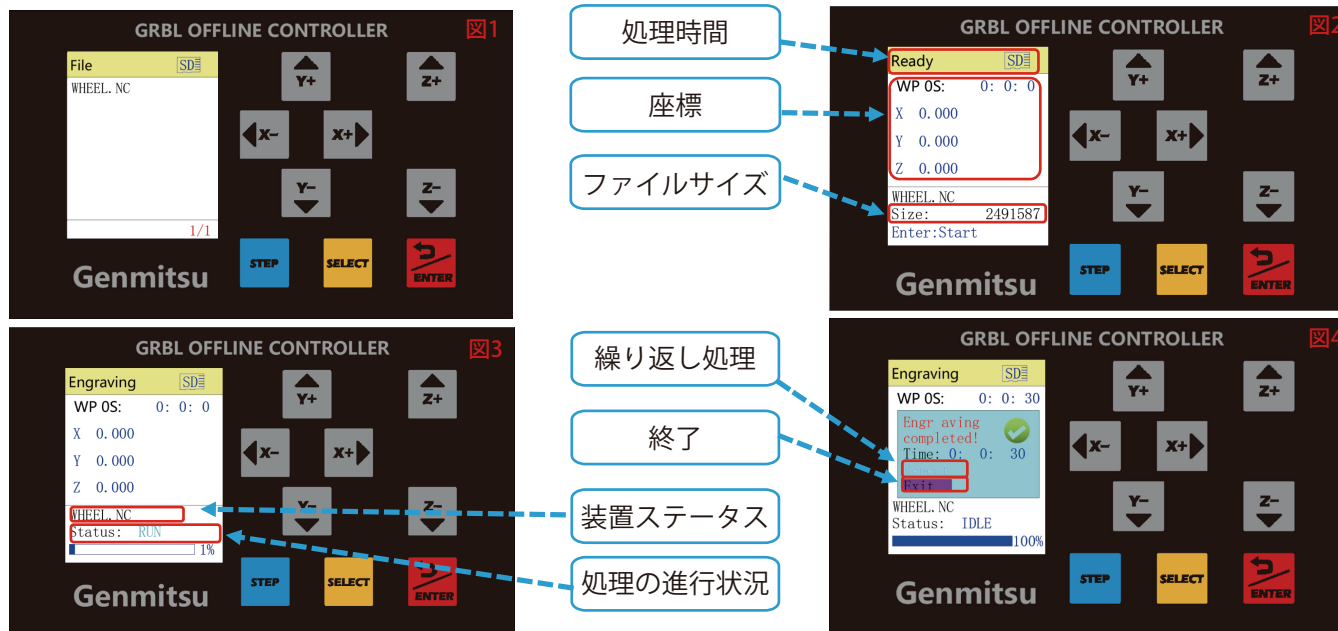 GRBL OFFLINE CONTROLLER
図1
File
SD
WHEEL. NC
1/1
Y+
Z+
X-
X+
Y-
Z-
STEP
SELECT
ENTER
Genmitsu
処理時間
座標
ファイルサイズ
GRBL OFFLINE CONTROLLER
図2
Ready
SD
WP 0S: 0: 0: 0
X 0.000
Y 0.000
Z 0.000
WHEEL. NC
Size: 2491587
Enter:Start
Y+
Z+
X-
X+
Y-
Z-
STEP
SELECT
ENTER
Genmitsu
GRBL OFFLINE CONTROLLER
図3
Engraving
SD
WP 0S: 0: 0: 0
X 0.000
Y 0.000
Z 0.000
WHEEL. NC
Status: RUN
1%
Y+
Z+
X-
X+
Y-
Z-
STEP
SELECT
ENTER
Genmitsu
繰り返し処理
終了
装置ステータス
処理の進行状況
GRBL OFFLINE CONTROLLER
図4
Engraving
SD
WP 0S: 0: 0: 30
Engr aving
completed!
Time: 0: 0: 30
Exit
WHEEL. NC
Status: IDLE
100%
Y+
Z+
X-
X+
Y-
Z-
STEP
SELECT
ENTER
Genmitsu